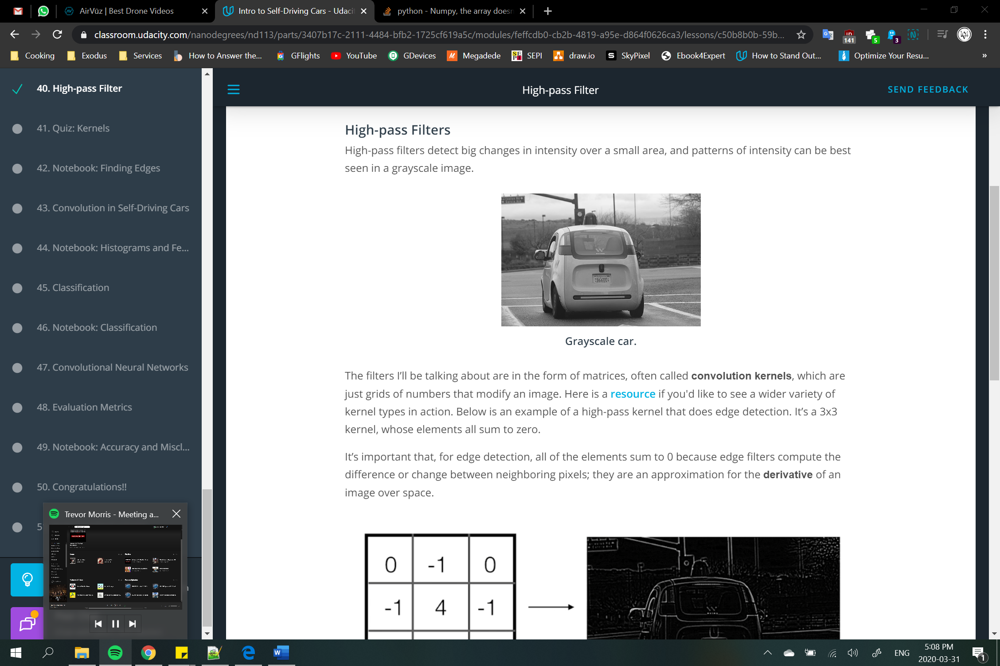 AirVūz | Best Drone Videos
Intro to Self-Driving Cars - Udaci
python - Numpy, the array doesn
classroom.udacity.com/nanodegrees/nd113/parts/3407b17c-2111-4484-bfb2-1725cf619a5c/modules/feffcdb0-cb2b-4819-a95e-d864f0626ca3/lessons/c50b8b0b-59b...
141
5
3
Cooking
Exodus
Services
How to Answer the...
GFlights
YouTube
GDevices
Megadede
SEPI
draw.io
SkyPixel
Ebook4Expert
How to Stand Out...
Optimize Your Resu...
»
40. High-pass Filter
41. Quiz: Kernels
42. Notebook: Finding Edges
43. Convolution in Self-Driving Cars
44. Notebook: Histograms and Fe...
45. Classification
46. Notebook: Classification
47. Convolutional Neural Networks
48. Evaluation Metrics
49. Notebook: Accuracy and Miscl...
50. Congratulations!!
5
Trevor Morris - Meeting a...
High-pass Filter
SEND FEEDBACK
High-pass Filters
High-pass filters detect big changes in intensity over a small area, and patterns of intensity can be best
seen in a grayscale image.
Grayscale car.
The filters I’ll be talking about are in the form of matrices, often called convolution kernels, which are
just grids of numbers that modify an image. Here is a resource if you'd like to see a wider variety of
kernel types in action. Below is an example of a high-pass kernel that does edge detection. It’s a 3x3
kernel, whose elements all sum to zero.
It’s important that, for edge detection, all of the elements sum to 0 because edge filters compute the
difference or change between neighboring pixels; they are an approximation for the derivative of an
image over space.
0 -1 0
-1 4 -1
ENG
5:08 PM
2020-03-31
1